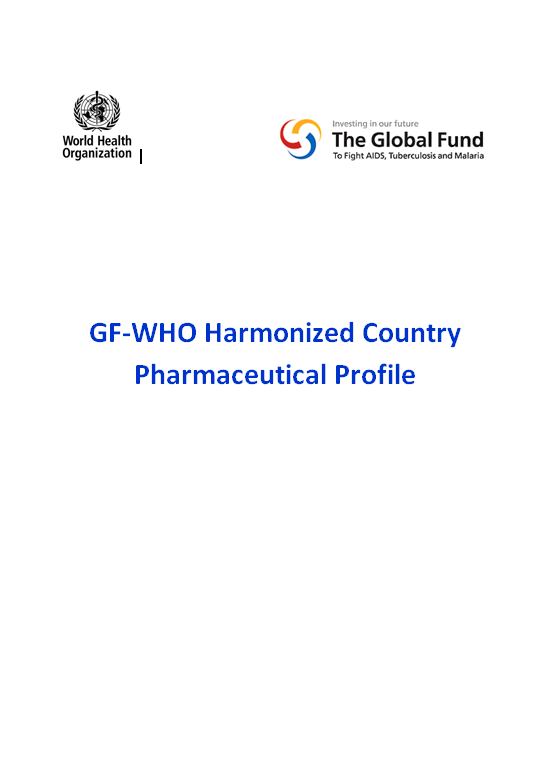 World Health
Organization
Investing in our future
The Global Fund
To Fight AIDS, Tuberculosis and Malaria
GF-WHO Harmonized Country
Pharmaceutical Profile